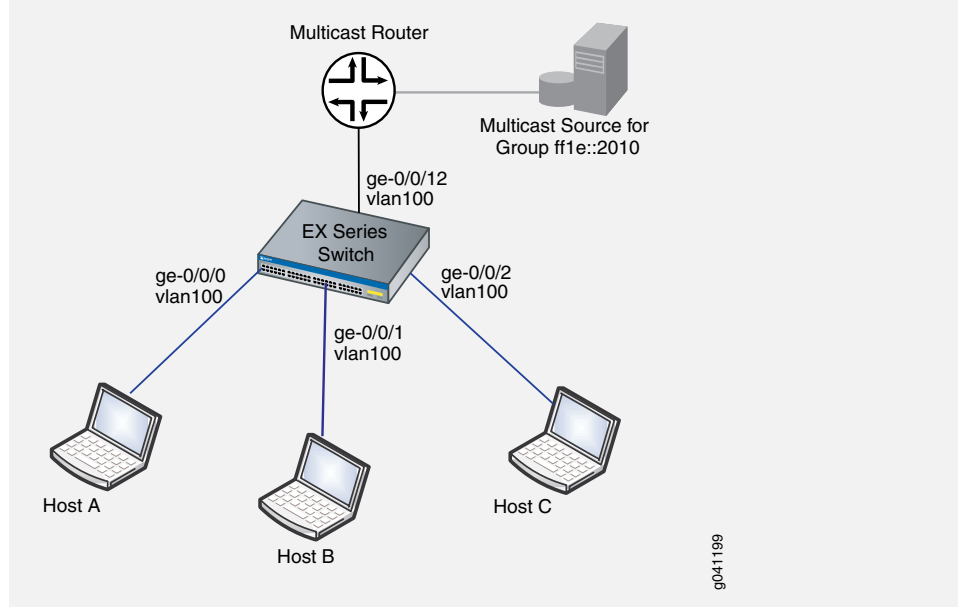 Multicast Router
Multicast Source for
Group ff1e::2010
ge-0/0/12
vlan100
EX Series
Switch
ge-0/0/0
vlan100
ge-0/0/2
vlan100
ge-0/0/1
vlan100
Host A
Host B
Host C
g041199